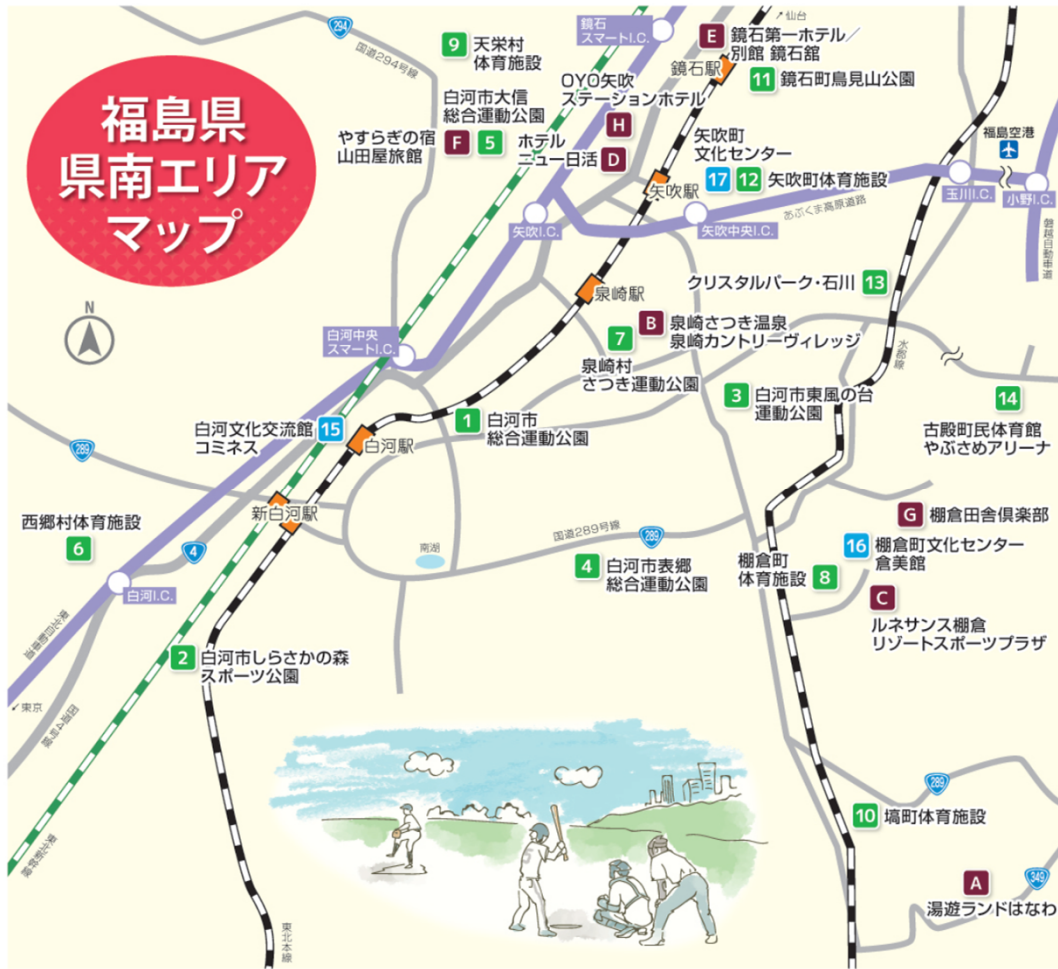 福島県
県南エリア
マップ
294
国道294号線
9
天栄村
体育施設
鏡石
スマートI.C.
仙台
E
鏡石第一ホテル／
別館 鏡石舘
鏡石駅
11
鏡石町鳥見山公園
OYO矢吹
ステーションホテル
H
白河市大信
総合運動公園
やすらぎの宿
山田屋旅館
F
5
ホテル
ニュー日活
D
矢吹町
文化センター
17
12
矢吹町体育施設
矢吹駅
福島空港
玉川I.C.
小野I.C.
矢吹I.C.
矢吹中央I.C.
あぶくま高原道路
磐越自動車道
N
泉崎駅
クリスタルパーク・石川
13
B
泉崎さつき温泉
泉崎カントリーヴィレッジ
7
泉崎村
さつき運動公園
白河中央
スマートI.C.
水郡線
3
白河市東風の台
運動公園
14
古殿町民体育館
やぶさめアリーナ
白河文化交流館
コミネス
15
白河駅
1
白河市
総合運動公園
289
新白河駅
西郷村体育施設
6
4
白河I.C.
南湖
国道289号線
289
4
白河市表郷
総合運動公園
G
棚倉田舎倶楽部
16
棚倉町文化センター
倉美館
棚倉町
体育施設
8
C
ルネサンス棚倉
リゾートスポーツプラザ
東北自動車道
2
白河市しらさかの森
スポーツ公園
東京
国道4号線
東北新幹線
東北本線
5
289
10
塙町体育施設
A
349
湯遊ランドはなわ